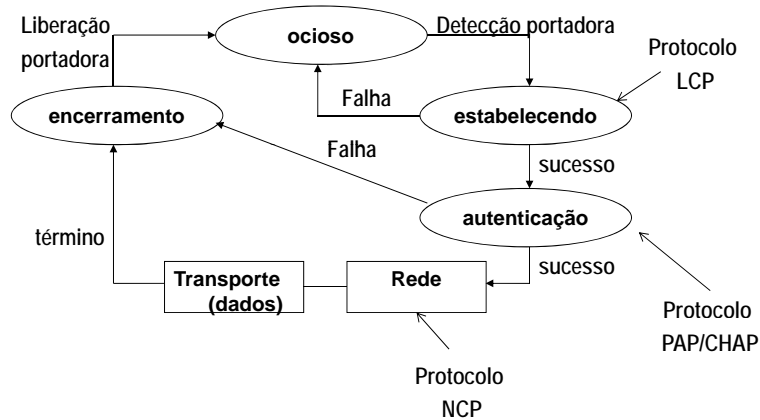 Liberação
portadora
ocioso
Detecção portadora
Protocolo
LCP
Falha
encerramento
estabelecendo
Falha
sucesso
autenticação
término
sucesso
Transporte
(dados)
Rede
Protocolo
PAP/CHAP
Protocolo
NCP